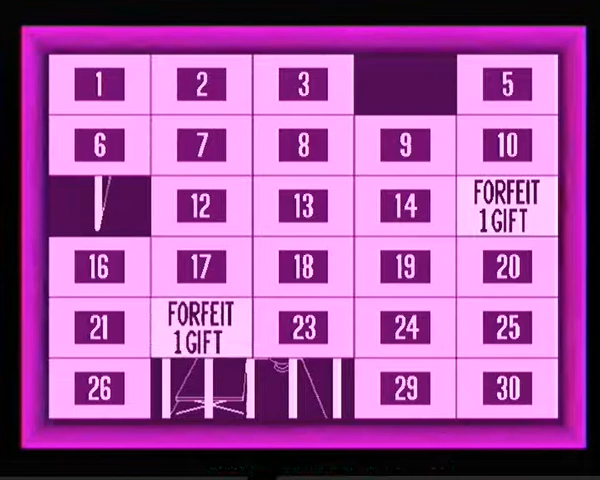 1 2 3 5
6 7 8 9 10
12 13 14 FORFEIT
1 GIFT
16 17 18 19 20
21 FORFEIT
1 GIFT 23 24 25
26 29 30